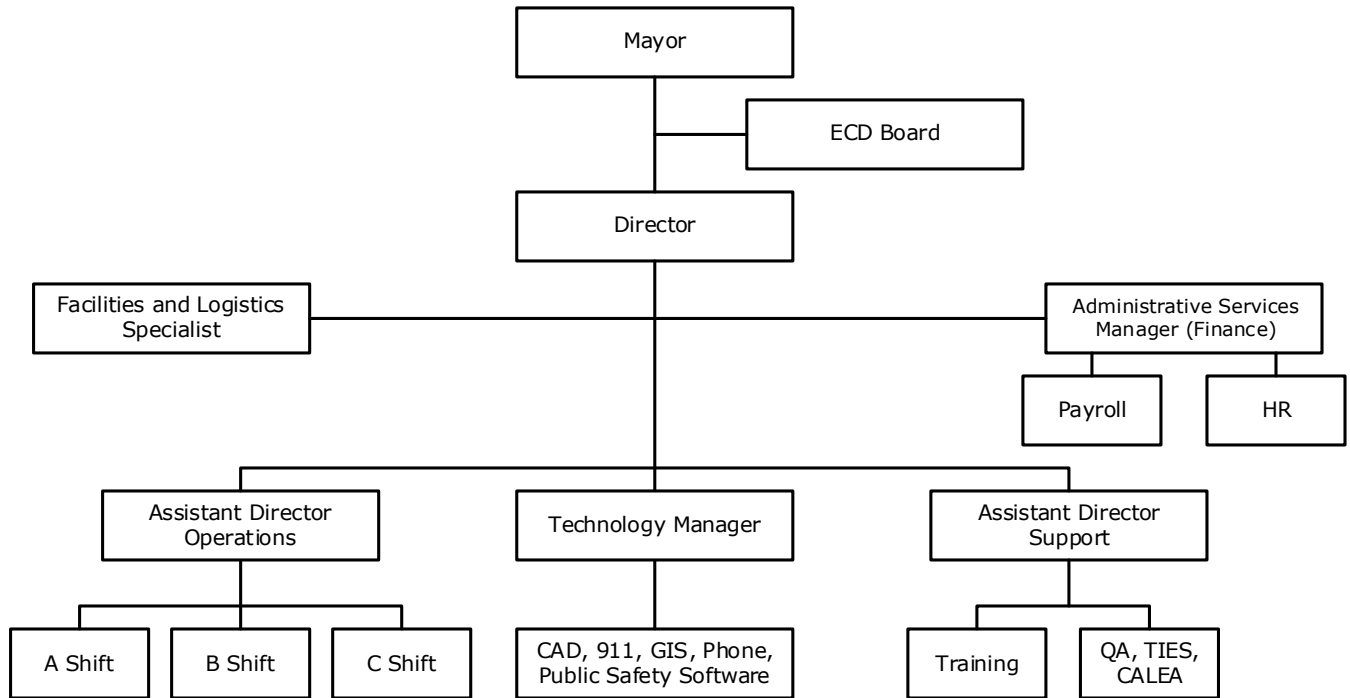 Mayor
ECD Board
Director
Facilities and Logistics
Specialist
Administrative Services
Manager (Finance)
Payroll
HR
Assistant Director
Operations
Technology Manager
Assistant Director
Support
A Shift
B Shift
C Shift
CAD, 911, GIS, Phone,
Public Safety Software
Training
QA, TIES,
CALEA